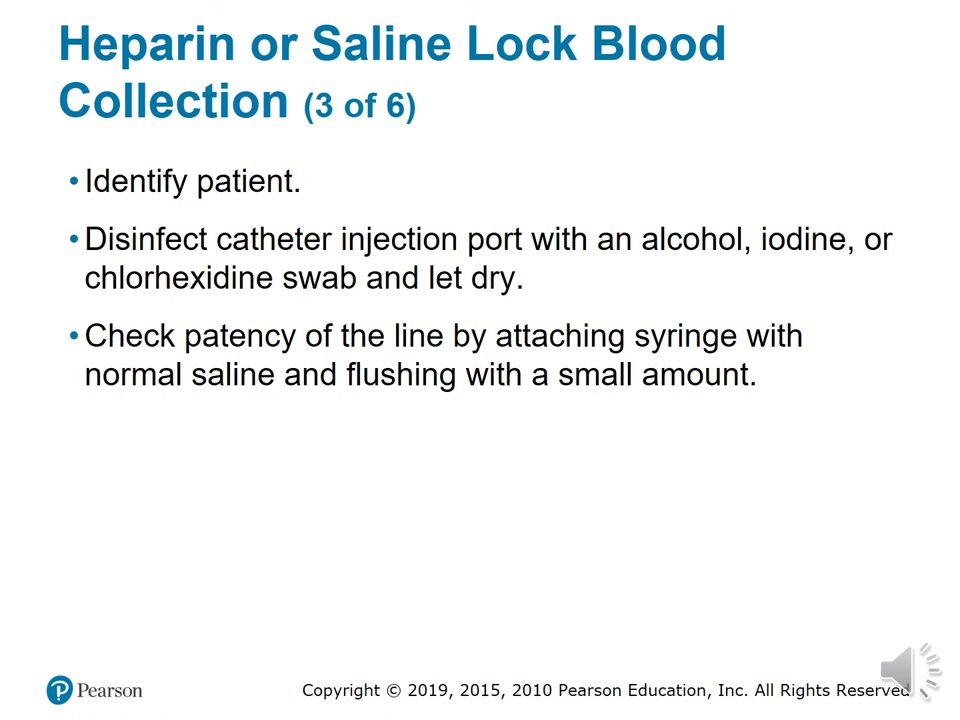 Heparin or Saline Lock Blood
Collection (3 of 6)
•Identify patient.
•Disinfect catheter injection port with an alcohol, iodine, or
chlorhexidine swab and let dry.
•Check patency of the line by attaching syringe with
normal saline and flushing with a small amount.
Pearson
Copyright © 2019, 2015, 2010 Pearson Education, Inc. All Rights Reserved